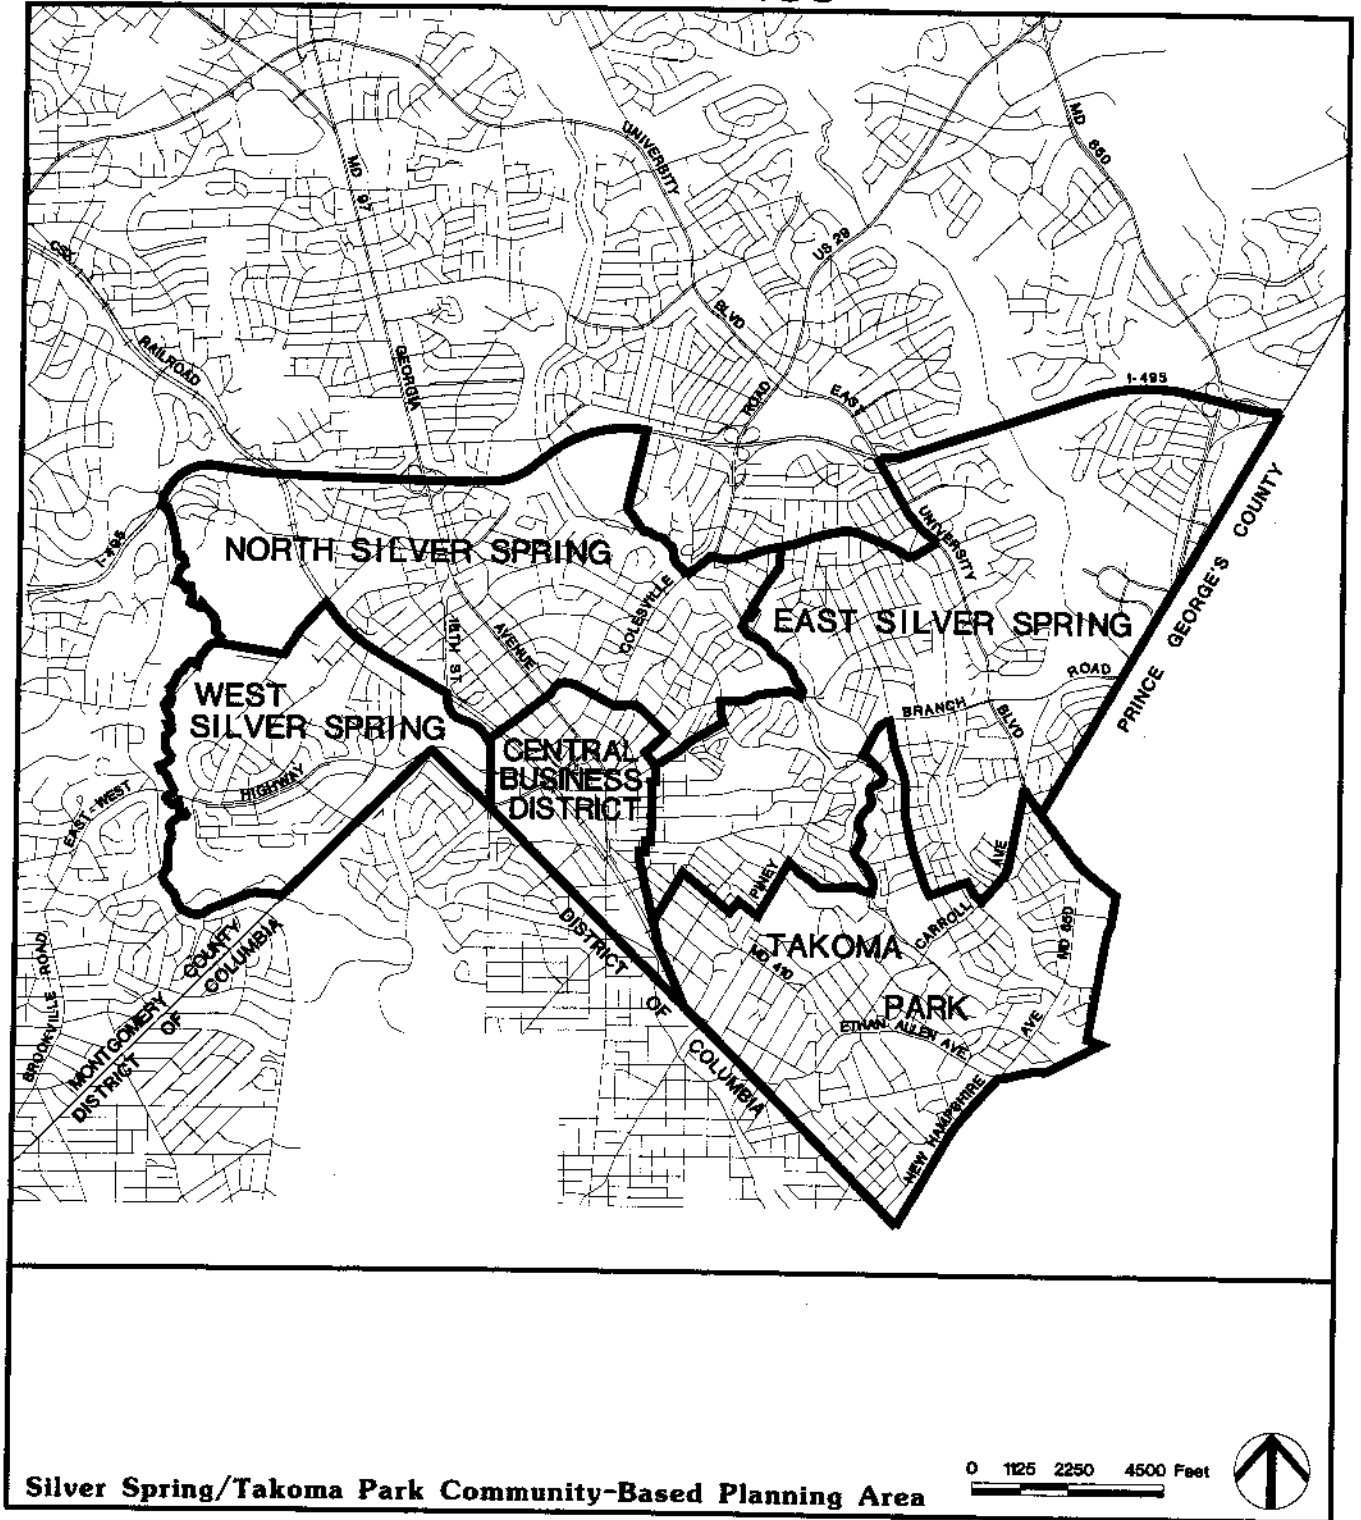 UNIVERBITY
MD
650
MD 97
US 29
CSX
BLVD
RAILROAD
GEORGIA
ROAD
EAST
I-495
COUNTY
UNIVERSITY
I-495
NORTH SILVER SPRING
GEORGE'S
COLESVILLE
16TH ST.
AVENUE
EAST SILVER SPRING
ROAD
PRINCE
WEST
SILVER SPRING
BRANCH
BLVD
CENTRAL
BUSINESS
DISTRICT
HIGHWAY
EAST-WEST
AVE
PINEY
CARROLL
MD 650
DISTRICT
OF
COLUMBIA
TAKOMA
PARK
MD 410
ETHAN ALLEN AVE
AVE
NEW HAMPSHIRE
BROOKVILLE ROAD
MONTGOMERY COUNTY
DISTRICT OF COLUMBIA
Silver Spring/Takoma Park Community-Based Planning Area
0 1125 2250 4500 Feet